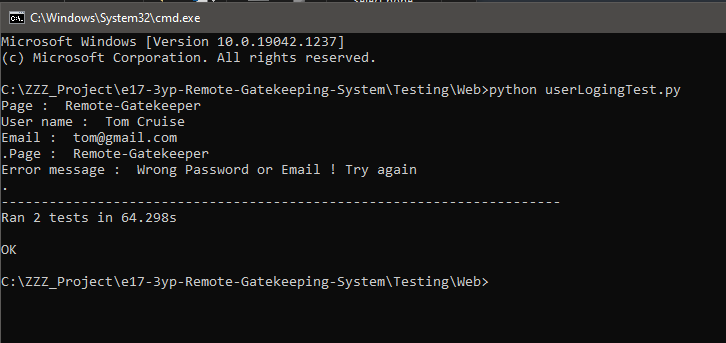 C:\Windows\System32\cmd.exe
Microsoft Windows [Version 10.0.19042.1237]
(c) Microsoft Corporation. All rights reserved.
C:\ZZZ_Project\e17-3yp-Remote-Gatekeeping-System\Testing\Web>python userLogingTest.py
Page :  Remote-Gatekeeper
User name :  Tom Cruise
Email :  tom@gmail.com
.Page :  Remote-Gatekeeper
Error message :  Wrong Password or Email ! Try again
.
----------------------------------------------------------------------
Ran 2 tests in 64.298s
OK
C:\ZZZ_Project\e17-3yp-Remote-Gatekeeping-System\Testing\Web>